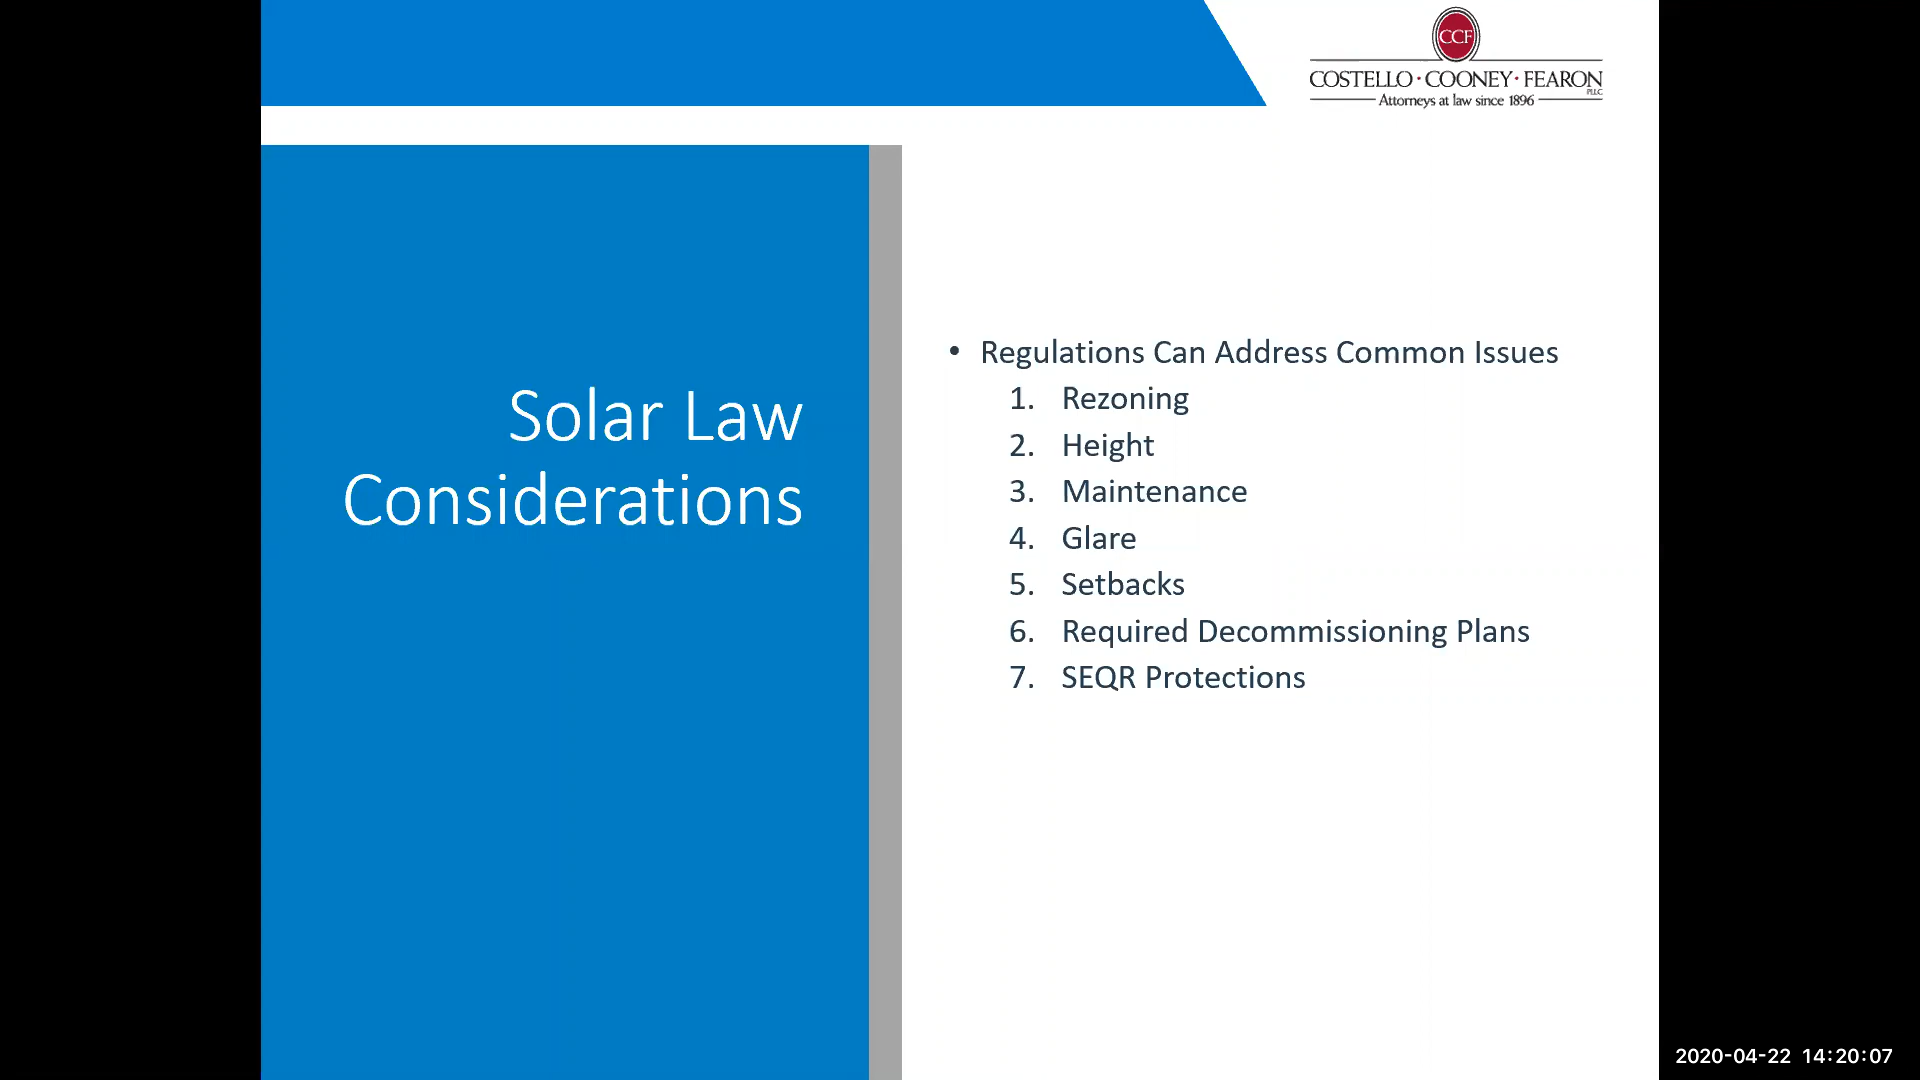 CCF
COSTELLO · COONEY · FEARON
PLLC
Attorneys at law since 1896
Solar Law
Considerations
• Regulations Can Address Common Issues
1. Rezoning
2. Height
3. Maintenance
4. Glare
5. Setbacks
6. Required Decommissioning Plans
7. SEQR Protections
2020-04-22 14:20:07